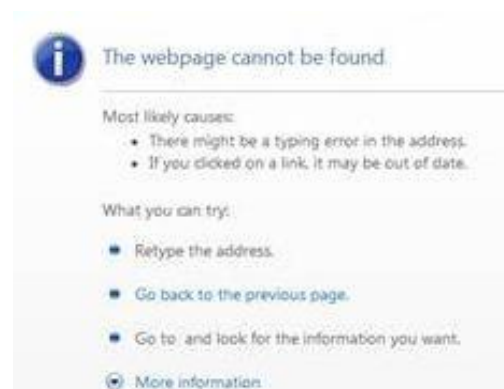 The webpage cannot be found
Most likely causes:
• There might be a typing error in the address.
• If you clicked on a link, it may be out of date.
What you can try:
Retype the address.
Go back to the previous page.
Go to and look for the information you want.
More information